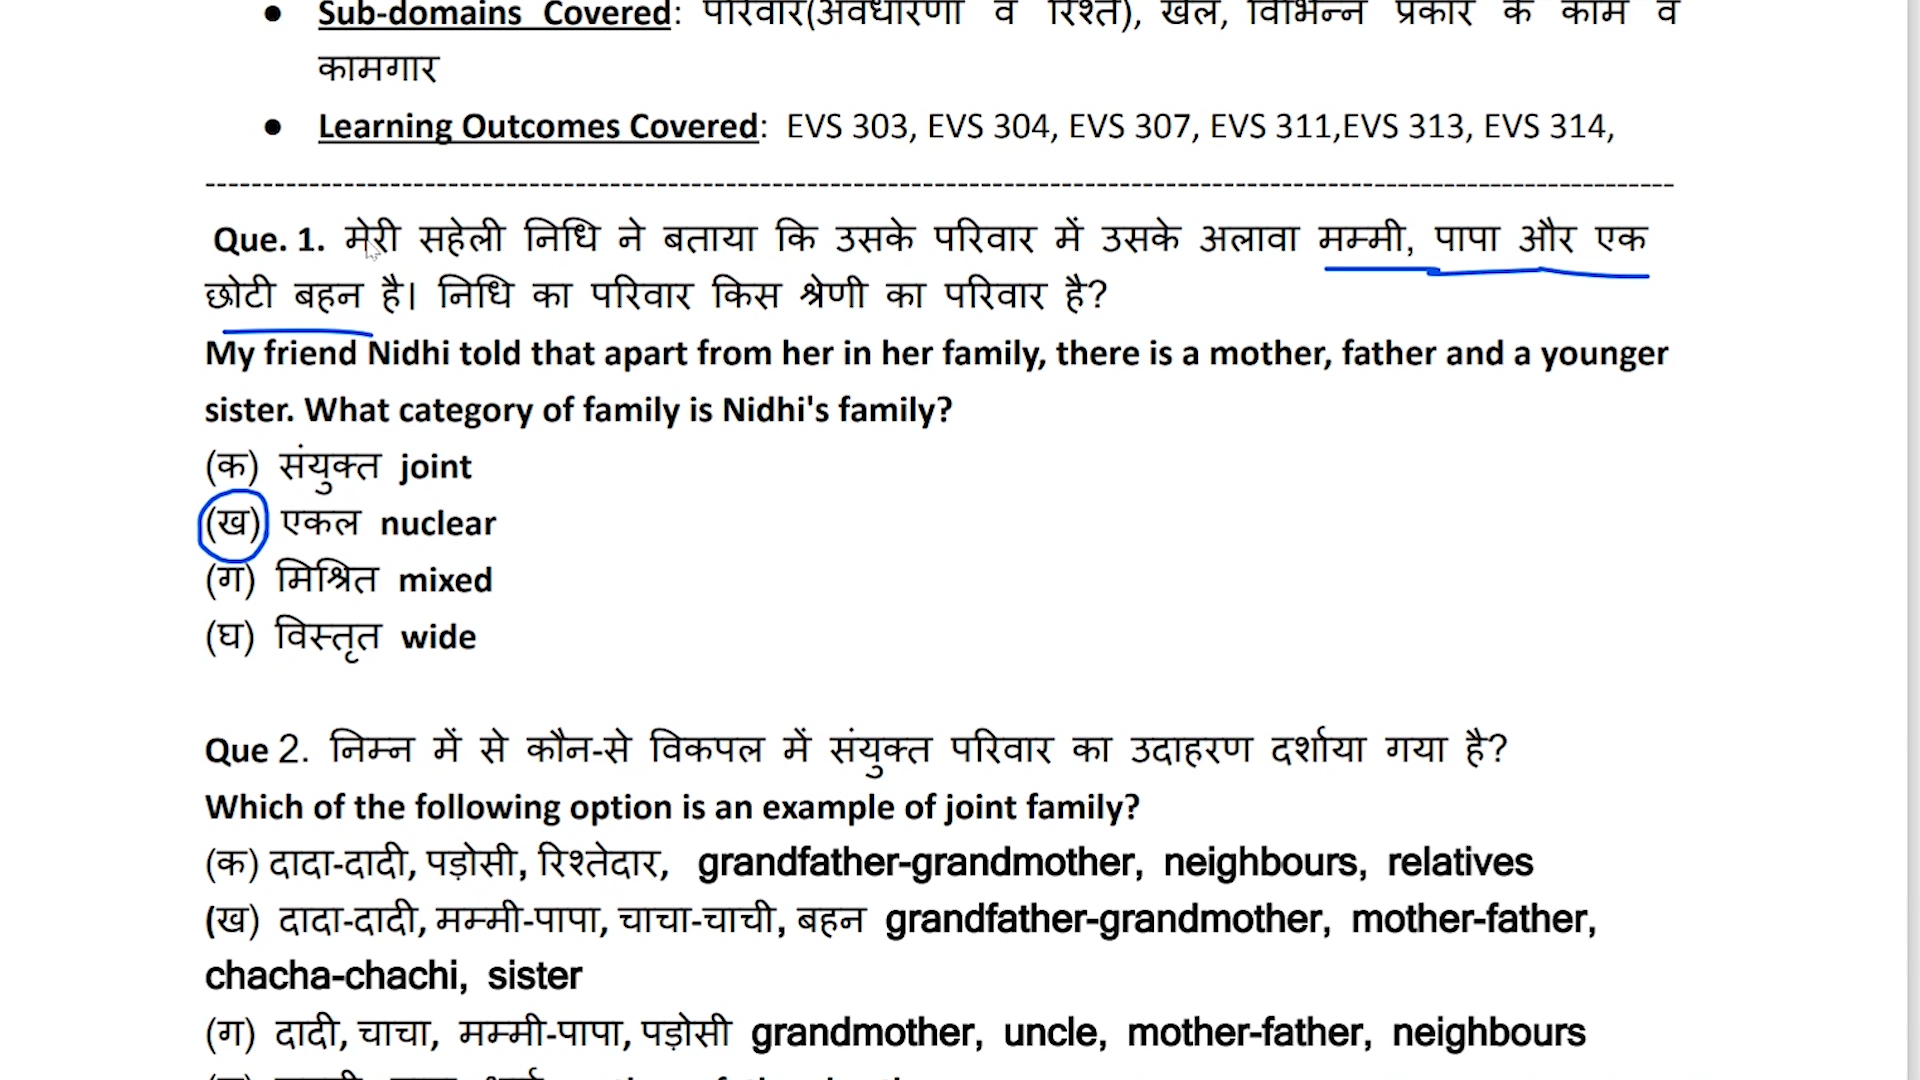 ● Sub-domains Covered: परिवार(अवधारणा व रिश्ते), खेल, विभिन्न प्रकार के काम व
कामगार
● Learning Outcomes Covered: EVS 303, EVS 304, EVS 307, EVS 311,EVS 313, EVS 314,
Que. 1. मेरी सहेली निधि ने बताया कि उसके परिवार में उसके अलावा मम्मी, पापा और एक
छोटी बहन है। निधि का परिवार किस श्रेणी का परिवार है?
My friend Nidhi told that apart from her in her family, there is a mother, father and a younger
sister. What category of family is Nidhi's family?
(क) संयुक्त joint
(ख) एकल nuclear
(ग) मिश्रित mixed
(घ) विस्तृत wide
Que 2. निम्न में से कौन-से विकपल में संयुक्त परिवार का उदाहरण दर्शाया गया है?
Which of the following option is an example of joint family?
(क) दादा-दादी, पड़ोसी, रिश्तेदार, grandfather-grandmother, neighbours, relatives
(ख) दादा-दादी, मम्मी-पापा, चाचा-चाची, बहन grandfather-grandmother, mother-father,
chacha-chachi, sister
(ग) दादी, चाचा, मम्मी-पापा, पड़ोसी grandmother, uncle, mother-father, neighbours